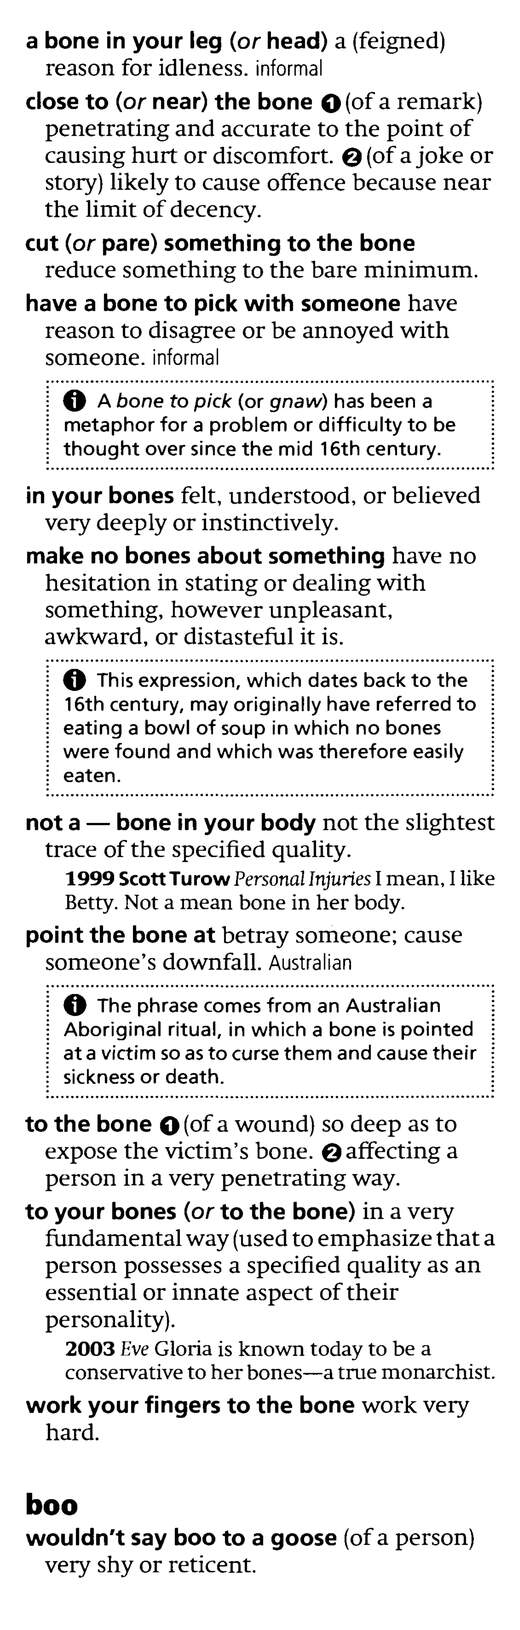 a bone in your leg (or head) a (feigned)
reason for idleness. informal
close to (or near) the bone ❶ (of a remark)
penetrating and accurate to the point of
causing hurt or discomfort. ❷ (of a joke or
story) likely to cause offence because near
the limit of decency.
cut (or pare) something to the bone
reduce something to the bare minimum.
have a bone to pick with someone have
reason to disagree or be annoyed with
someone. informal
ℹ A bone to pick (or gnaw) has been a
metaphor for a problem or difficulty to be
thought over since the mid 16th century.
in your bones felt, understood, or believed
very deeply or instinctively.
make no bones about something have no
hesitation in stating or dealing with
something, however unpleasant,
awkward, or distasteful it is.
ℹ This expression, which dates back to the
16th century, may originally have referred to
eating a bowl of soup in which no bones
were found and which was therefore easily
eaten.
not a — bone in your body not the slightest
trace of the specified quality.
1999 Scott Turow Personal Injuries I mean, I like
Betty. Not a mean bone in her body.
point the bone at betray someone; cause
someone's downfall. Australian
ℹ The phrase comes from an Australian
Aboriginal ritual, in which a bone is pointed
at a victim so as to curse them and cause their
sickness or death.
to the bone ❶ (of a wound) so deep as to
expose the victim's bone. ❷ affecting a
person in a very penetrating way.
to your bones (or to the bone) in a very
fundamental way (used to emphasize that a
person possesses a specified quality as an
essential or innate aspect of their
personality).
2003 Eve Gloria is known today to be a
conservative to her bones—a true monarchist.
work your fingers to the bone work very
hard.
boo
wouldn't say boo to a goose (of a person)
very shy or reticent.